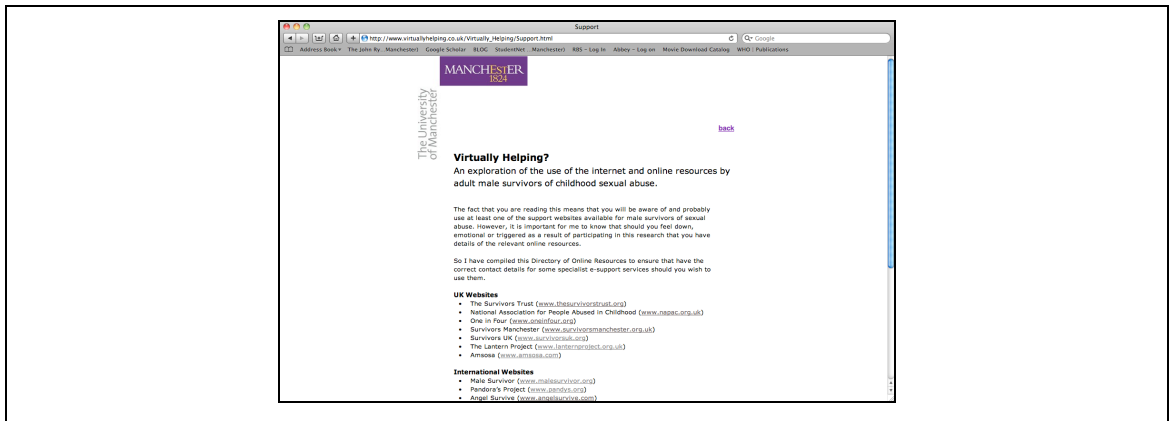 Support
http://www.virtuallyhelping.co.uk/Virtually_Helping/Support.html
Google
Address Book The John Ry...Manchester) Google Scholar BLOG StudentNet ...Manchester) RBS - Log In Abbey - Log on Movie Download Catalog WHO | Publications
MANCHESTER
1824
The University
of Manchester
back
Virtually Helping?
An exploration of the use of the internet and online resources by
adult male survivors of childhood sexual abuse.
The fact that you are reading this means that you will be aware of and probably
use at least one of the support websites available for male survivors of sexual
abuse. However, it is important for me to know that should you feel down,
emotional or triggered as a result of participating in this research that you have
details of the relevant online resources.
So I have compiled this Directory of Online Resources to ensure that have the
correct contact details for some specialist e-support services should you wish to
use them.
UK Websites
• The Survivors Trust (www.thesurvivorstrust.org)
• National Association for People Abused in Childhood (www.napac.org.uk)
• One in Four (www.oneinfour.org)
• Survivors Manchester (www.survivorsmanchester.org.uk)
• Survivors UK (www.survivorsuk.org)
• The Lantern Project (www.lanternproject.org.uk)
• Amsosa (www.amsosa.com)
International Websites
• Male Survivor (www.malesurvivor.org)
• Pandora's Project (www.pandys.org)
• Angel Survive (www.angelsurvive.com)